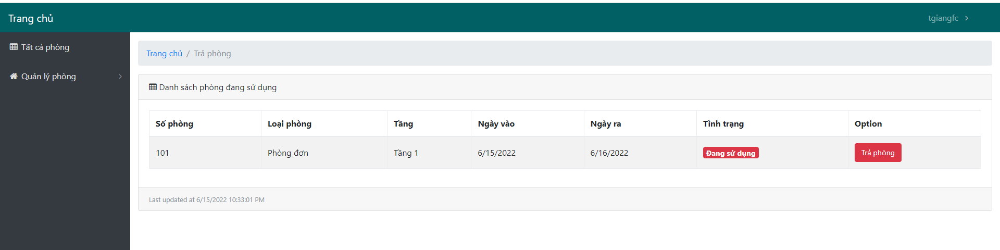 Trang chủ
tgiangfc
Tất cả phòng
Quản lý phòng
Trang chủ / Trả phòng
Danh sách phòng đang sử dụng
Số phòng Loại phòng Tầng Ngày vào Ngày ra Tình trạng Option
101 Phòng đơn Tầng 1 6/15/2022 6/16/2022 Đang sử dụng Trả phòng
Last updated at 6/15/2022 10:33:01 PM